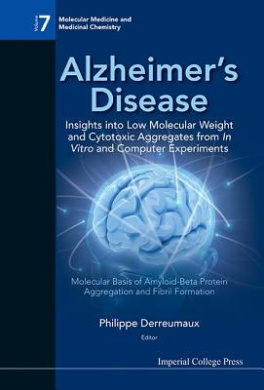 Volume 7
Molecular Medicine and
Medicinal Chemistry
Alzheimer's
Disease
Insights into Low Molecular Weight
and Cytotoxic Aggregates from In
Vitro and Computer Experiments
Molecular Basis of Amyloid-Beta Protein
Aggregation and Fibril Formation
Philippe Derreumaux
Editor
Imperial College Press